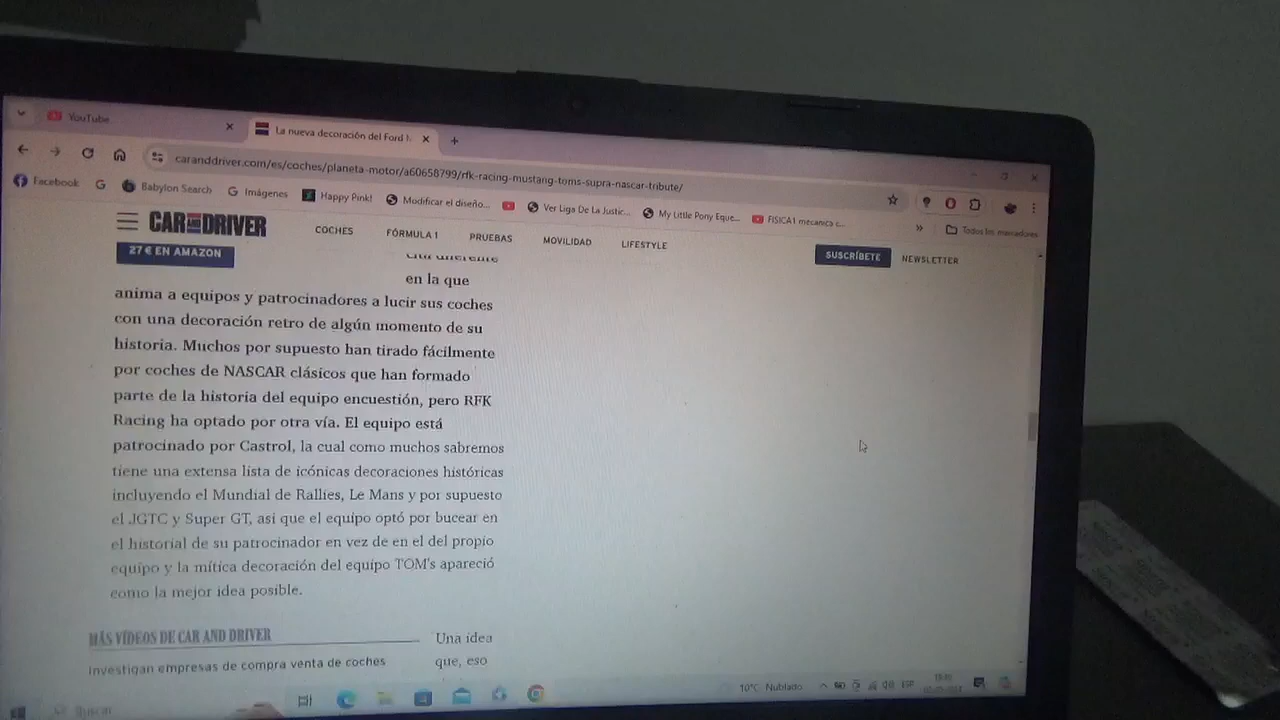 YouTube
La nueva decoración del Ford M
caranddriver.com/es/coches/planeta-motor/a60658799/rfk-racing-mustang-toms-supra-nascar-tribute/
Facebook
Babylon Search
Imágenes
Happy Pink!
Modificar el diseño...
Ver Liga De La Justic...
My Little Pony Eque...
FISICA1 mecanica c...
Todos los marcadores
CAR AND DRIVER
COCHES
FÓRMULA 1
PRUEBAS
MOVILIDAD
LIFESTYLE
SUSCRÍBETE
NEWSLETTER
27 € EN AMAZON
en la que
anima a equipos y patrocinadores a lucir sus coches
con una decoración retro de algún momento de su
historia. Muchos por supuesto han tirado fácilmente
por coches de NASCAR clásicos que han formado
parte de la historia del equipo encuestión, pero RFK
Racing ha optado por otra vía. El equipo está
patrocinado por Castrol, la cual como muchos sabremos
tiene una extensa lista de icónicas decoraciones históricas
incluyendo el Mundial de Rallies, Le Mans y por supuesto
el JGTC y Super GT, asi que el equipo optó por bucear en
el historial de su patrocinador en vez de en el del propio
equipo y la mítica decoración del equipo TOM's apareció
como la mejor idea posible.
MÁS VÍDEOS DE CAR AND DRIVER
Investigan empresas de compra venta de coches
Una idea
que, eso
Buscar
10°C Nublado
ESP